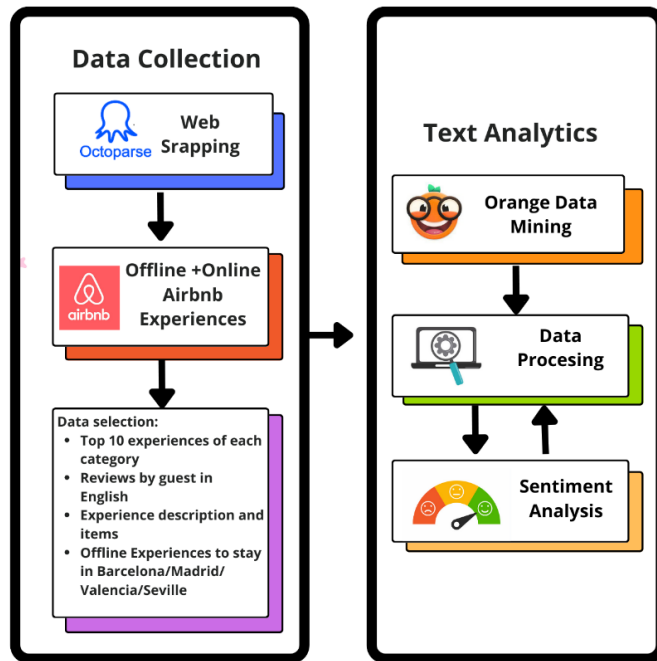 Data Collection
Octoparse
Web
Srapping
airbnb
Offline +Online
Airbnb
Experiences
Data selection:
• Top 10 experiences of each
category
• Reviews by guest in
English
• Experience description and
items
• Offline Experiences to stay
in Barcelona/Madrid/
Valencia/Seville
Text Analytics
Orange Data
Mining
Data
Procesing
Sentiment
Analysis